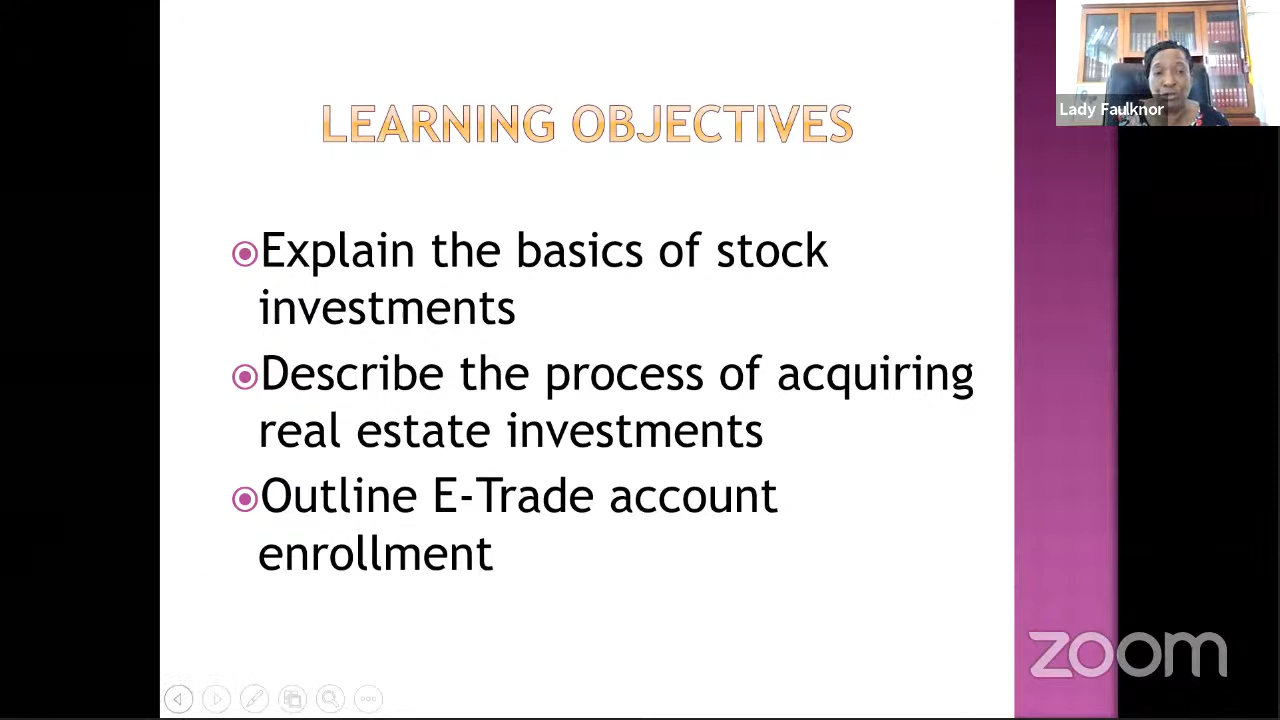 LEARNING OBJECTIVES
Explain the basics of stock
investments
Describe the process of acquiring
real estate investments
Outline E-Trade account
enrollment
Lady Faulknor
zoom